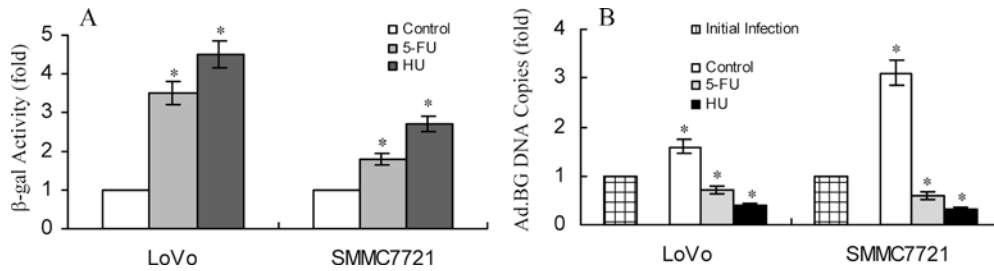 A
β-gal Activity (fold)
5
4
3
2
1
0
*
*
*
*
Control
5-FU
HU
LoVo
SMMC7721
B
Ad.BG DNA Copies (fold)
4
3
2
1
0
Initial Infection
Control
5-FU
HU
*
*
*
*
*
*
LoVo
SMMC7721